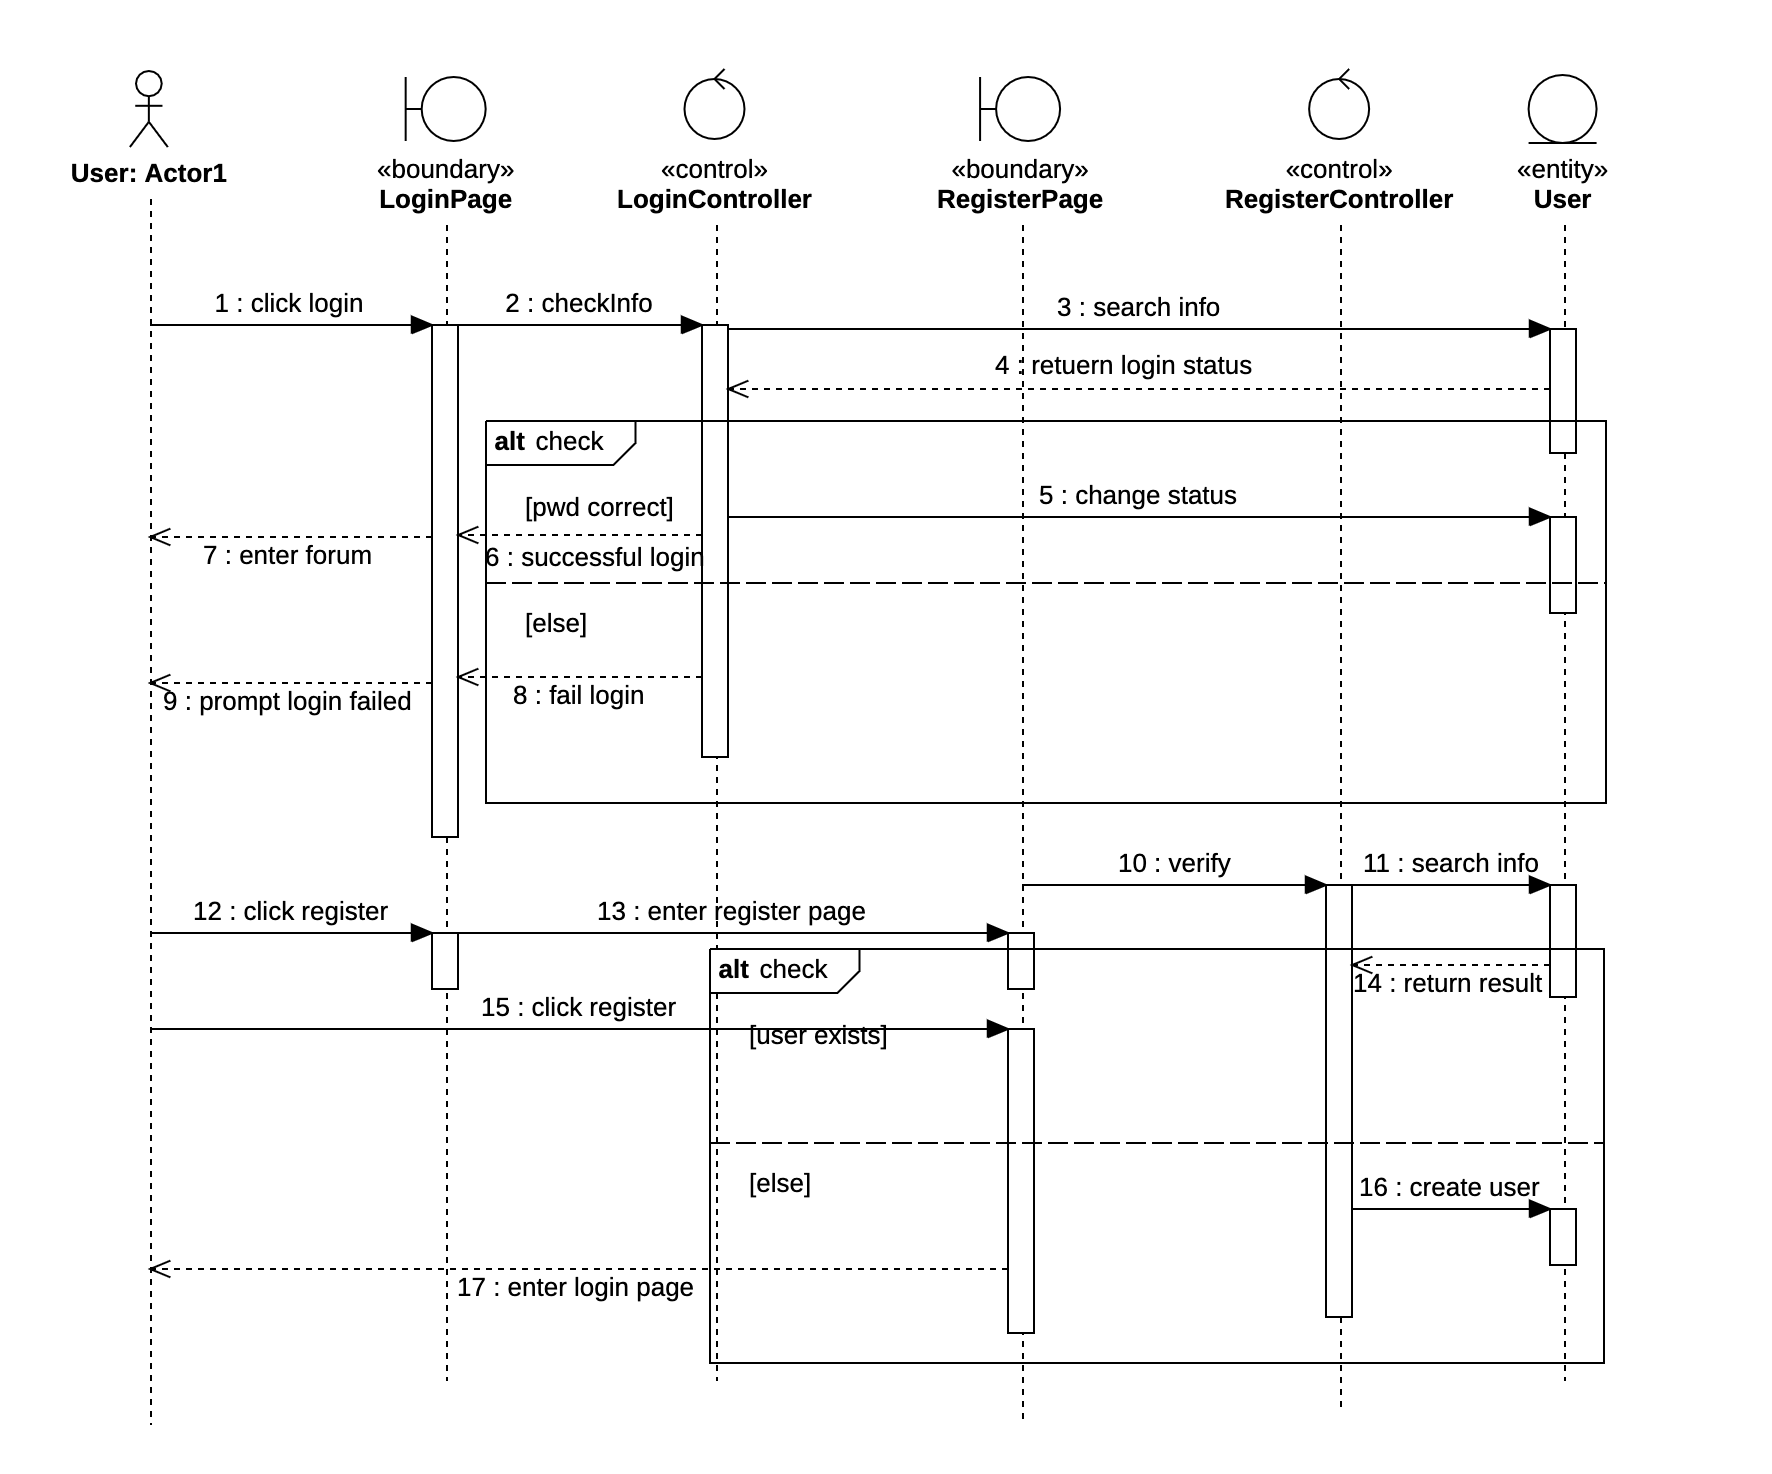 User: Actor1
«boundary»
LoginPage
«control»
LoginController
«boundary»
RegisterPage
«control»
RegisterController
«entity»
User
1 : click login
2 : checkInfo
3 : search info
4 : retuern login status
alt check
[pwd correct]
5 : change status
6 : successful login
7 : enter forum
[else]
8 : fail login
9 : prompt login failed
10 : verify
11 : search info
12 : click register
13 : enter register page
alt check
14 : return result
15 : click register
[user exists]
[else]
16 : create user
17 : enter login page